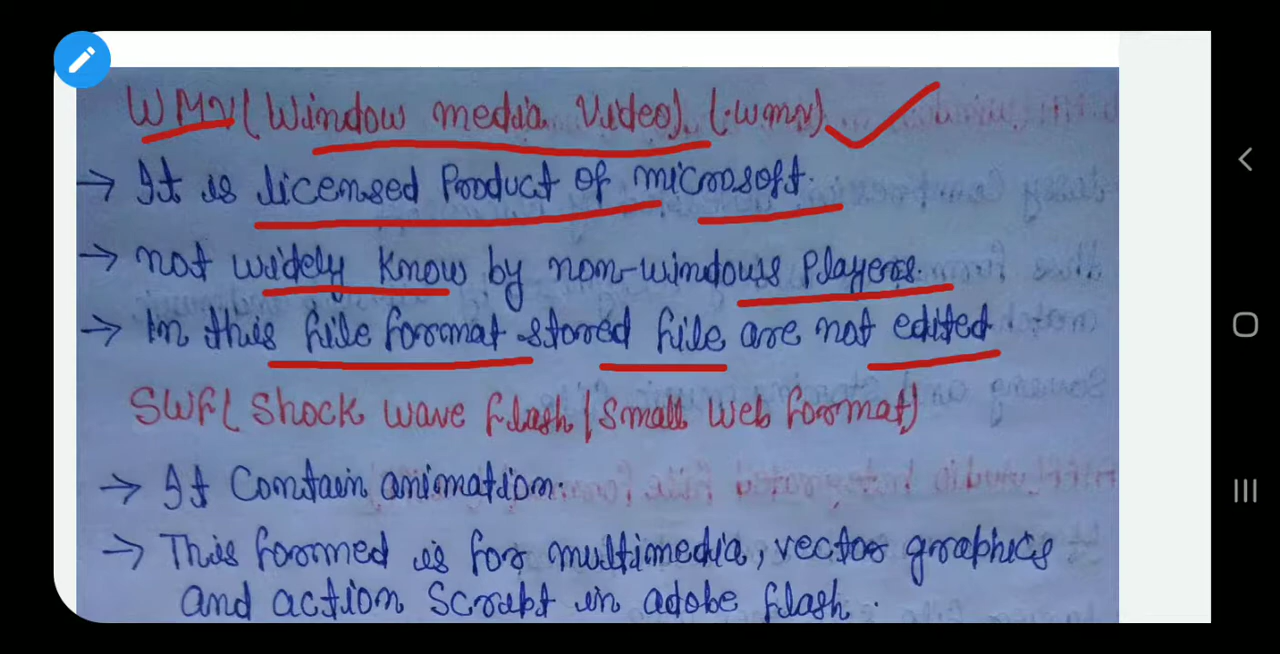 WMV (Window media Video) (.wmv)
→ It is licensed Product of microsoft.
→ not widely know by non-windows players.
→ In this file format stored file are not edited
SWF( Shock wave flash (Small web format)
→ It Contain animation.
→ This formed is for multimedia, vector graphics
and action Script in adobe flash.